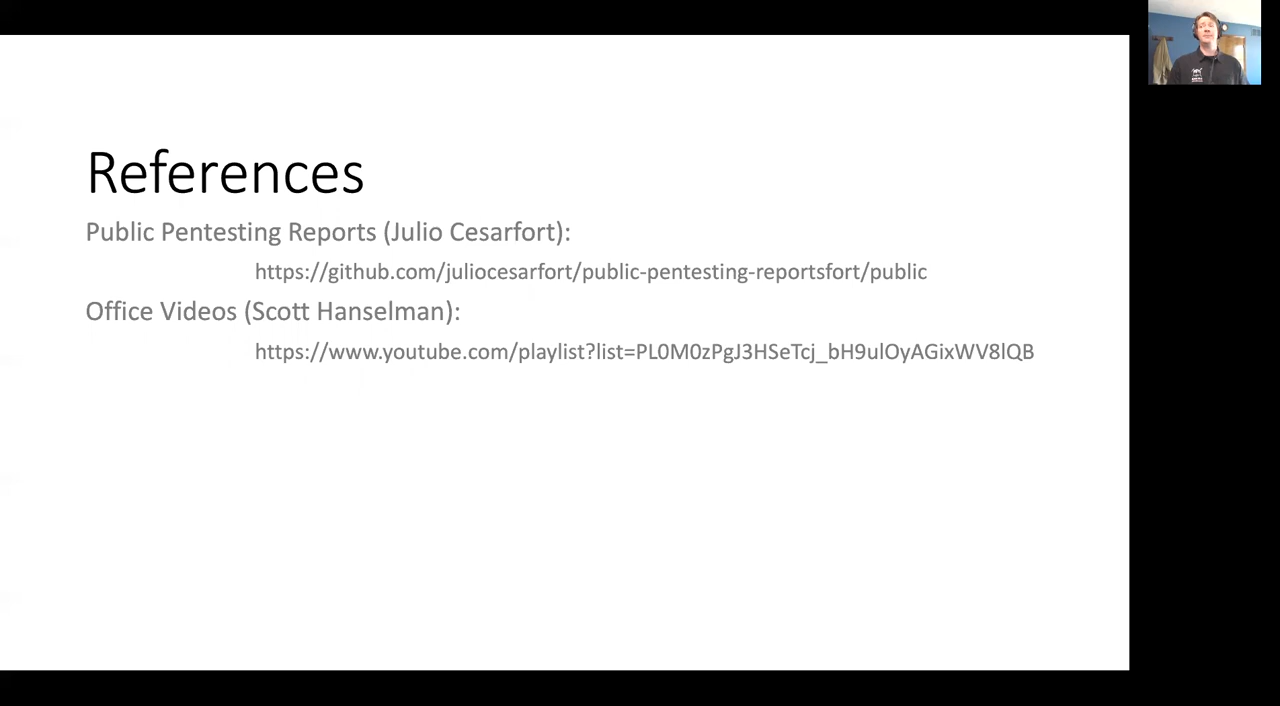 References
Public Pentesting Reports (Julio Cesarfort):
https://github.com/juliocesarfort/public-pentesting-reportsfort/public
Office Videos (Scott Hanselman):
https://www.youtube.com/playlist?list=PL0M0zPgJ3HSeTcj_bH9ulOyAGixWV8lQB